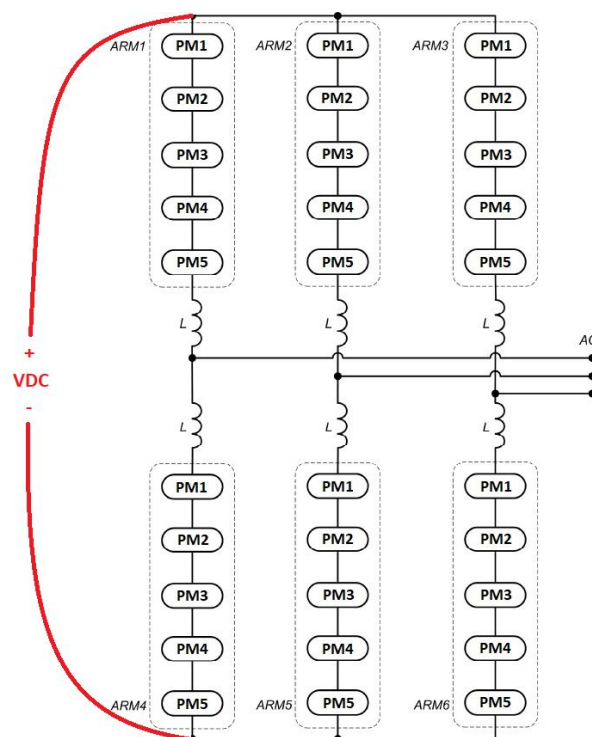 ARM1 PM1 ARM2 PM1 ARM3 PM1
PM2 PM2 PM2
PM3 PM3 PM3
PM4 PM4 PM4
PM5 PM5 PM5
L L L
AC
+
VDC
-
L L L
PM1 PM1 PM1
PM2 PM2 PM2
PM3 PM3 PM3
PM4 PM4 PM4
ARM4 PM5 ARM5 PM5 ARM6 PM5